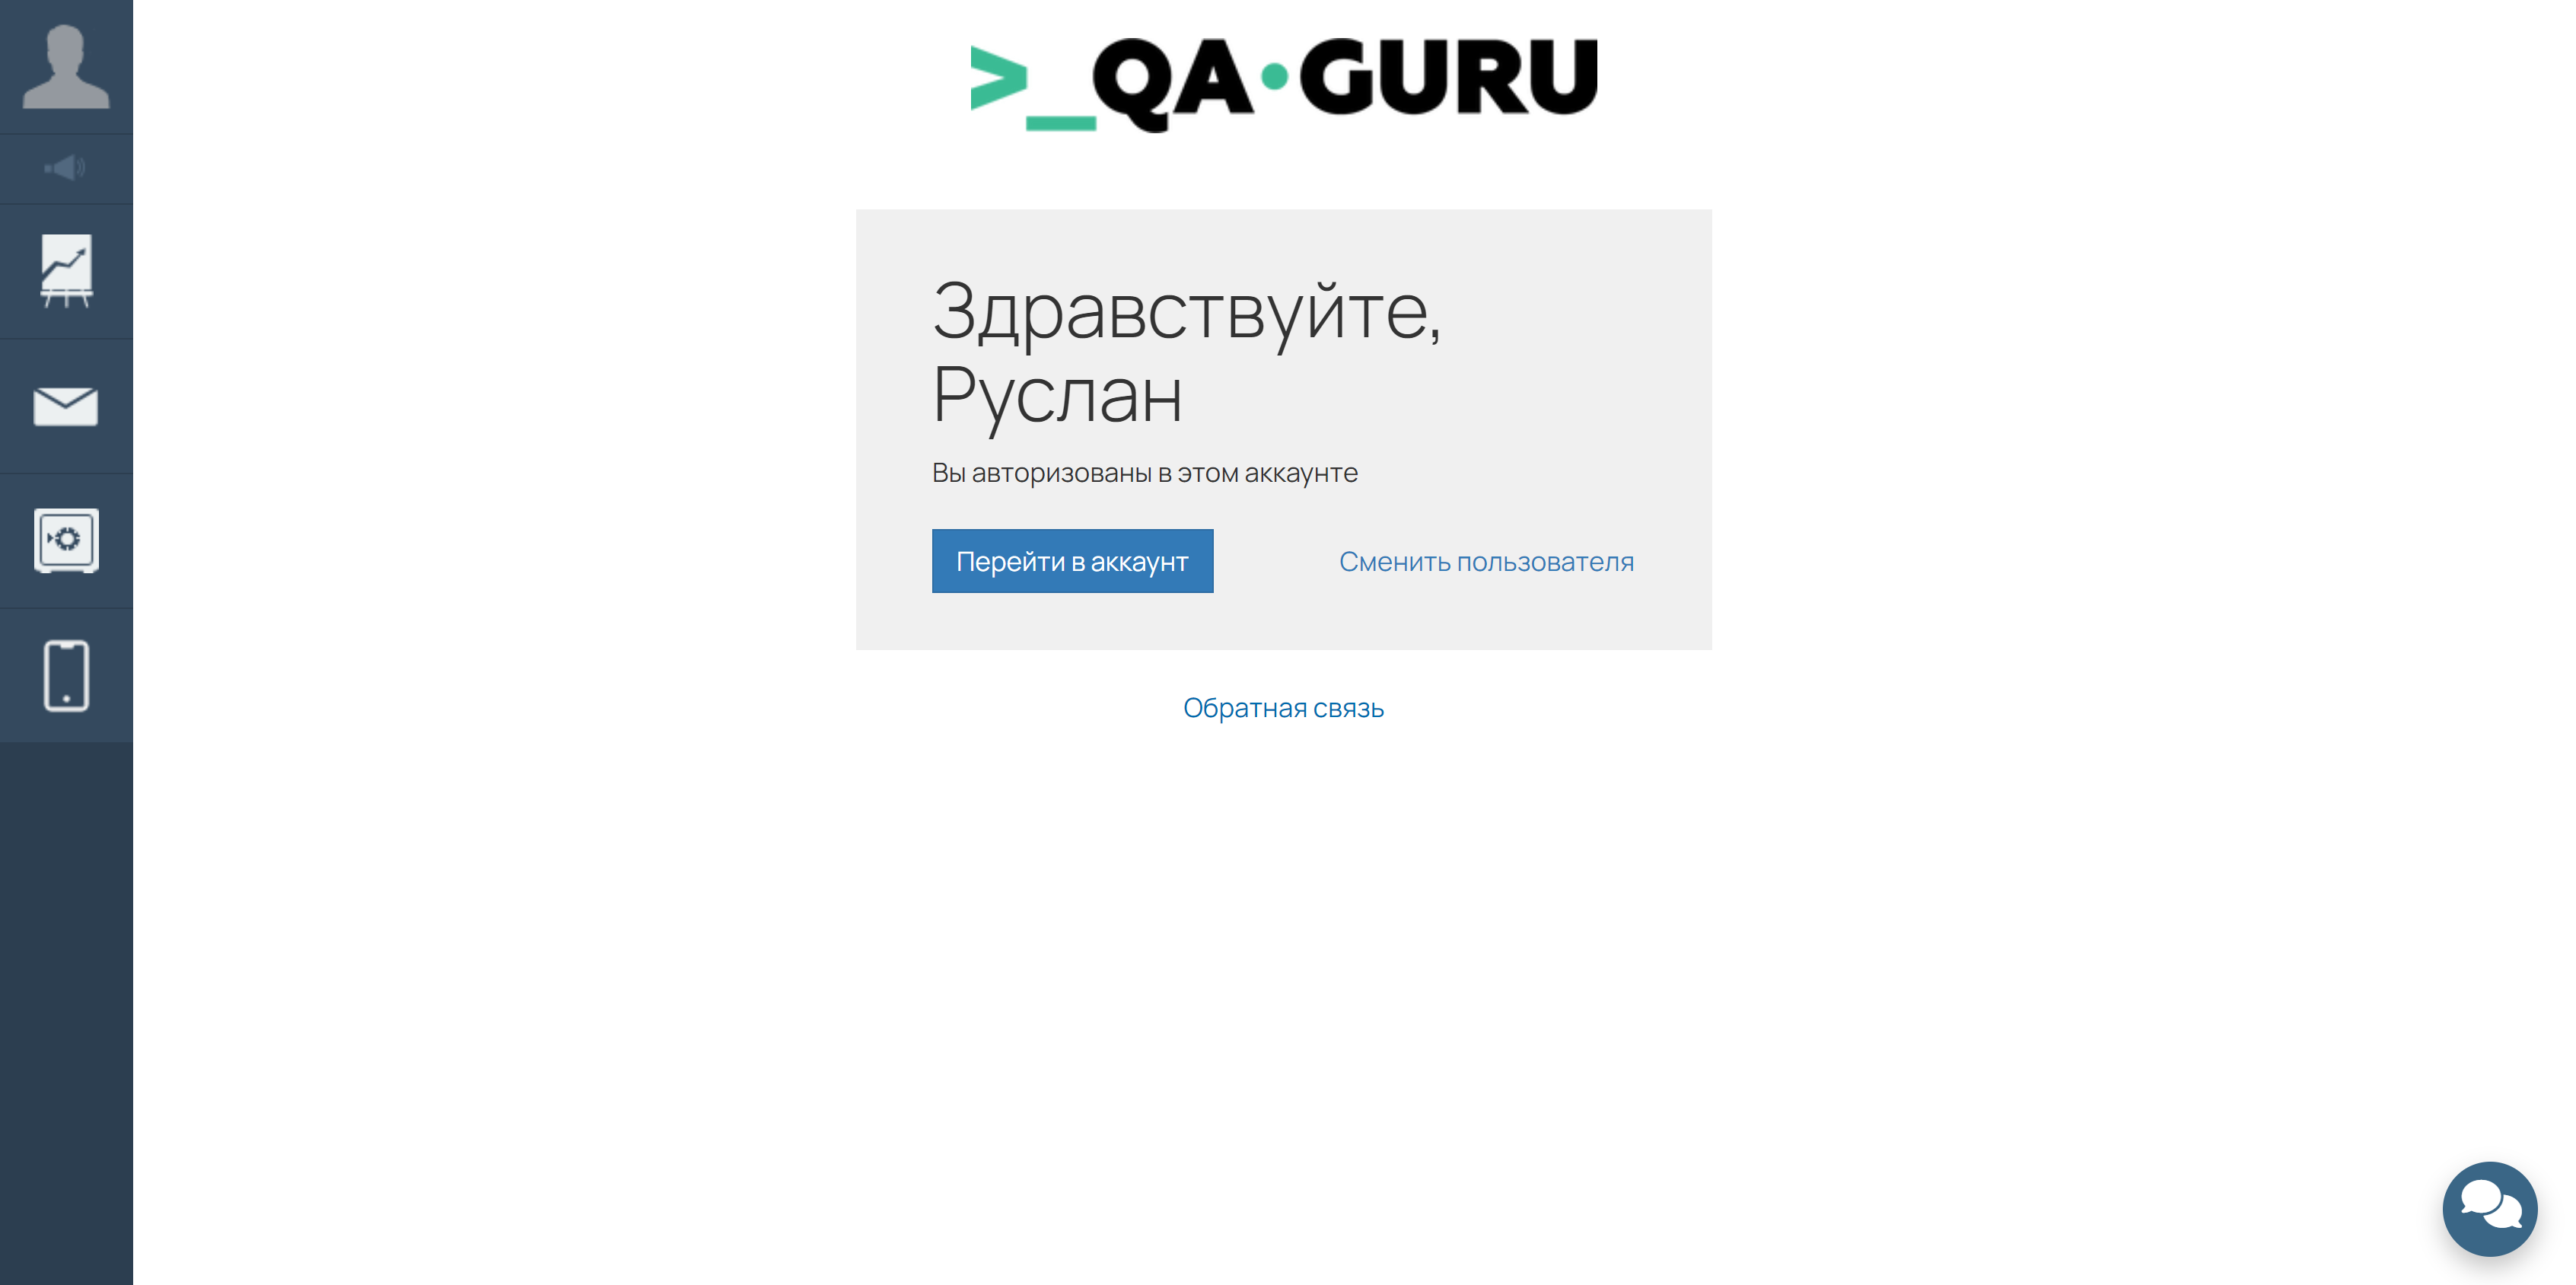 >_QA•GURU
Здравствуйте,
Руслан
Вы авторизованы в этом аккаунте
Перейти в аккаунт
Сменить пользователя
Обратная связь